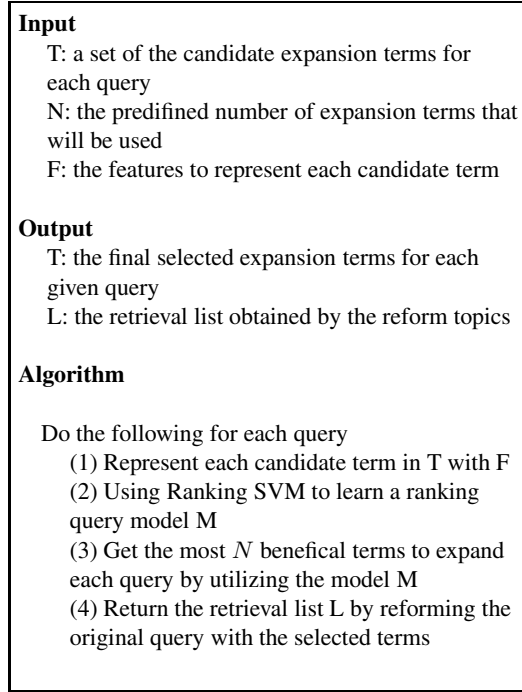 Input
T: a set of the candidate expansion terms for
each query
N: the predifined number of expansion terms that
will be used
F: the features to represent each candidate term
Output
T: the final selected expansion terms for each
given query
L: the retrieval list obtained by the reform topics
Algorithm
Do the following for each query
(1) Represent each candidate term in T with F
(2) Using Ranking SVM to learn a ranking
query model M
(3) Get the most N benefical terms to expand
each query by utilizing the model M
(4) Return the retrieval list L by reforming the
original query with the selected terms